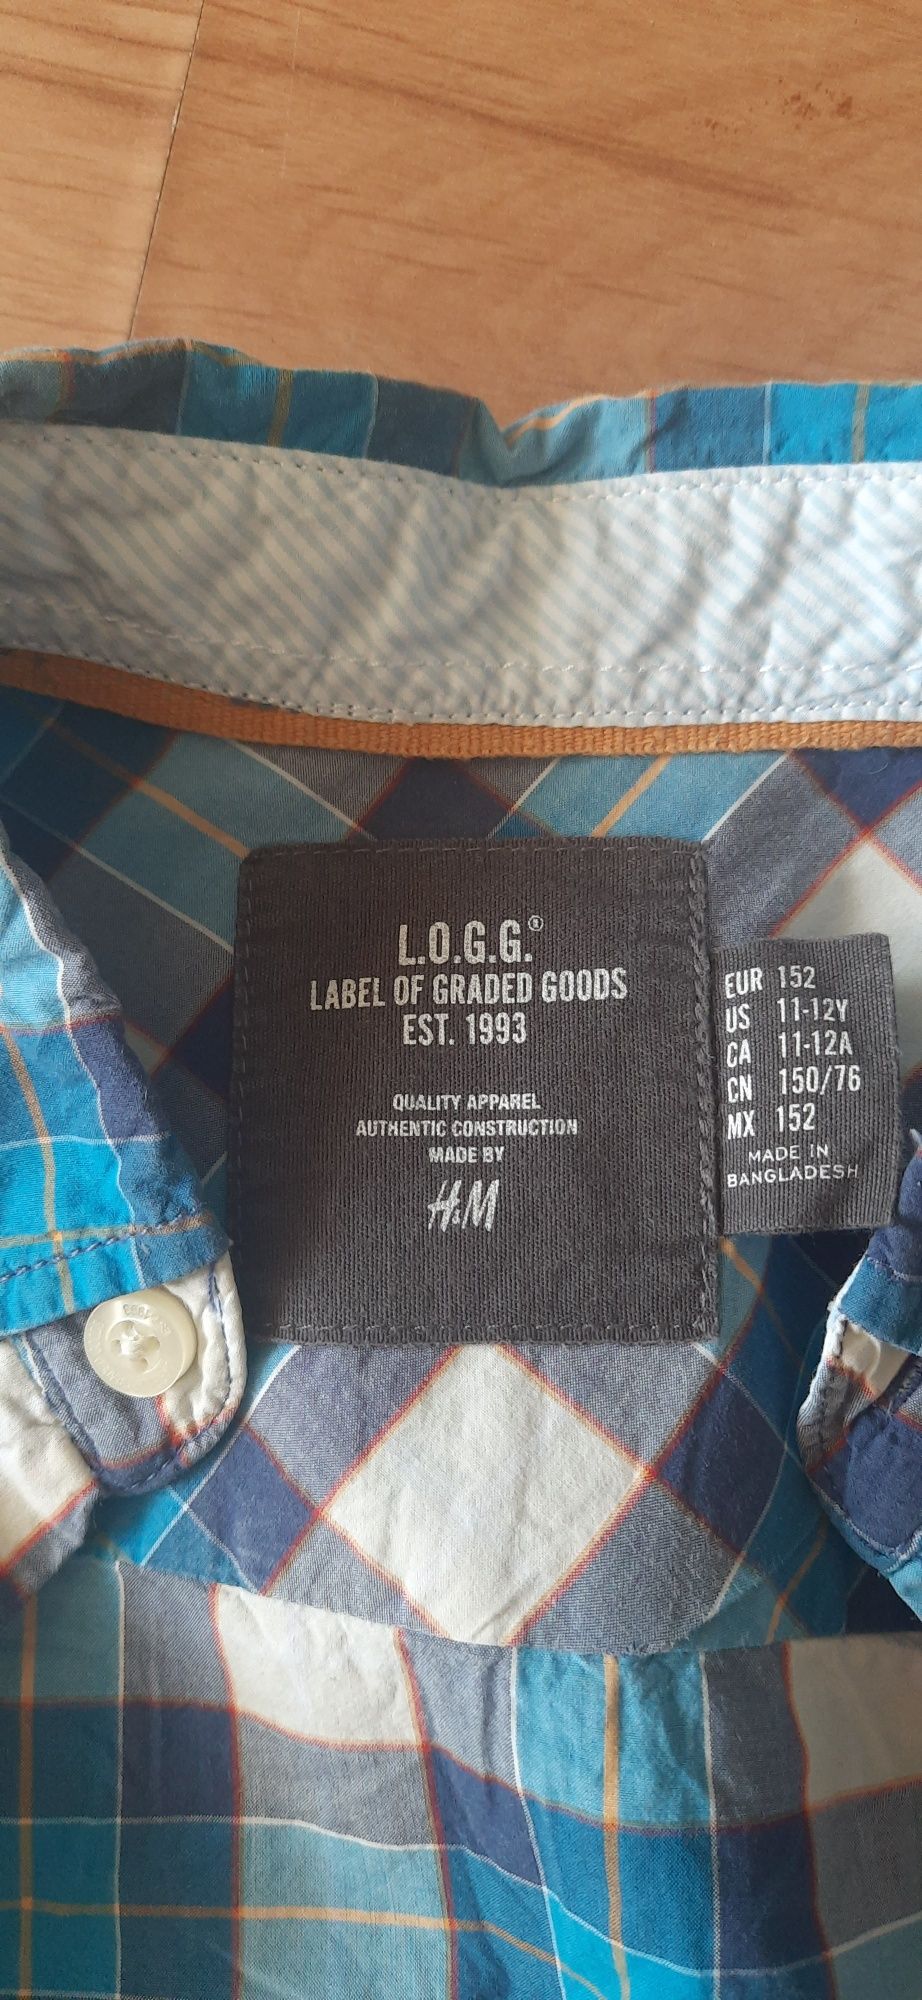 L.O.G.G.®
LABEL OF GRADED GOODS
EST. 1993
QUALITY APPAREL
AUTHENTIC CONSTRUCTION
MADE BY
H&M
EUR 152
US 11-12Y
CA 11-12A
CN 150/76
MX 152
MADE IN
BANGLADESH